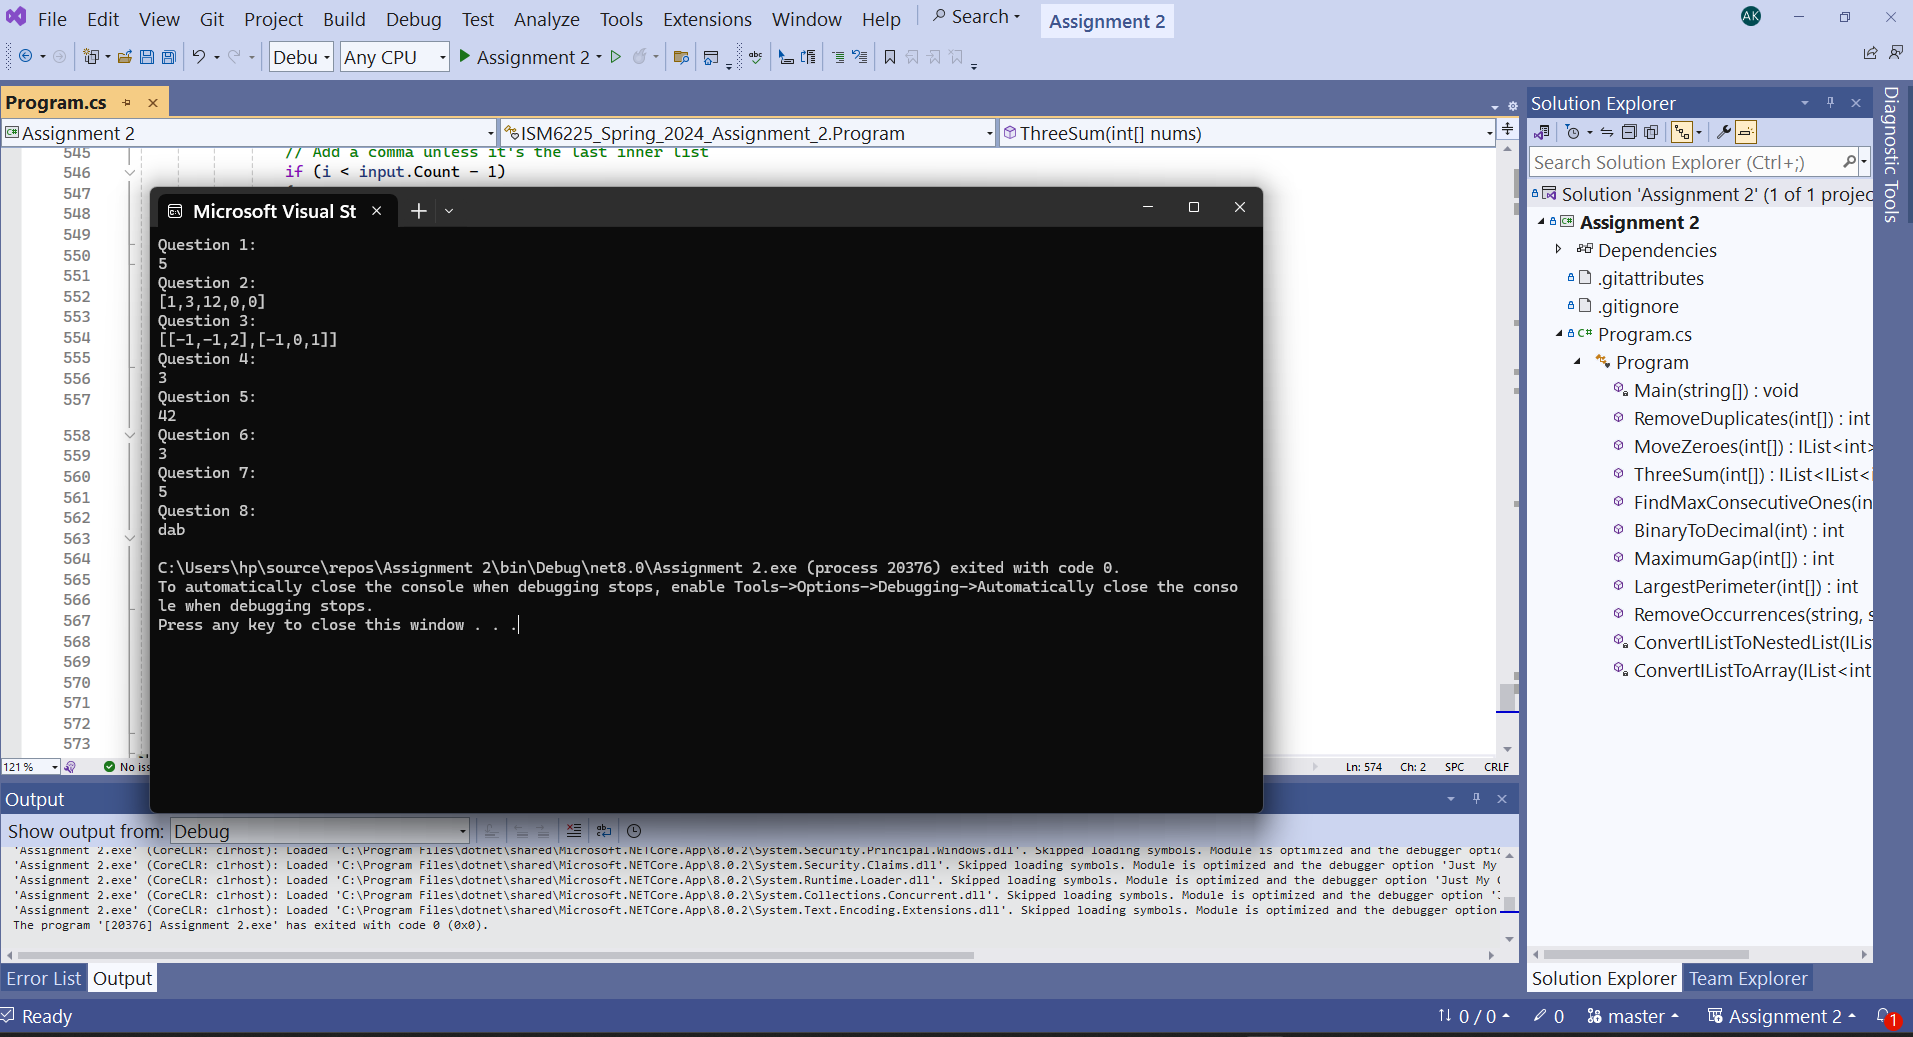 File Edit View Git Project Build Debug Test Analyze Tools Extensions Window Help Search Assignment 2 AK
Debu Any CPU Assignment 2
Program.cs
Assignment 2 ISM6225_Spring_2024_Assignment_2.Program ThreeSum(int[] nums)
545 // Add a comma unless it's the last inner list
546 if (i < input.Count - 1)
547
548
549
550
551
552
553
554
555
556
557
558
559
560
561
562
563
564
565
566
567
568
569
570
571
572
573
Microsoft Visual St
Question 1:
5
Question 2:
[1,3,12,0,0]
Question 3:
[[-1,-1,2],[-1,0,1]]
Question 4:
3
Question 5:
42
Question 6:
3
Question 7:
5
Question 8:
dab
C:\Users\hp\source\repos\Assignment 2\bin\Debug\net8.0\Assignment 2.exe (process 20376) exited with code 0.
To automatically close the console when debugging stops, enable Tools->Options->Debugging->Automatically close the conso
le when debugging stops.
Press any key to close this window . . .
121 % No iss Ln: 574 Ch: 2 SPC CRLF
Output
Show output from: Debug
'Assignment 2.exe' (CoreCLR: clrhost): Loaded 'C:\Program Files\dotnet\shared\Microsoft.NETCore.App\8.0.2\System.Security.Principal.Windows.dll'. Skipped loading symbols. Module is optimized and the debugger optic
'Assignment 2.exe' (CoreCLR: clrhost): Loaded 'C:\Program Files\dotnet\shared\Microsoft.NETCore.App\8.0.2\System.Security.Claims.dll'. Skipped loading symbols. Module is optimized and the debugger option 'Just My
'Assignment 2.exe' (CoreCLR: clrhost): Loaded 'C:\Program Files\dotnet\shared\Microsoft.NETCore.App\8.0.2\System.Runtime.Loader.dll'. Skipped loading symbols. Module is optimized and the debugger option 'Just My C
'Assignment 2.exe' (CoreCLR: clrhost): Loaded 'C:\Program Files\dotnet\shared\Microsoft.NETCore.App\8.0.2\System.Collections.Concurrent.dll'. Skipped loading symbols. Module is optimized and the debugger option '
'Assignment 2.exe' (CoreCLR: clrhost): Loaded 'C:\Program Files\dotnet\shared\Microsoft.NETCore.App\8.0.2\System.Text.Encoding.Extensions.dll'. Skipped loading symbols. Module is optimized and the debugger option
The program '[20376] Assignment 2.exe' has exited with code 0 (0x0).
Error List Output
Solution Explorer
Search Solution Explorer (Ctrl+;)
Solution 'Assignment 2' (1 of 1 projec
Assignment 2
Dependencies
.gitattributes
.gitignore
C# Program.cs
Program
Main(string[]) : void
RemoveDuplicates(int[]) : int
MoveZeroes(int[]) : IList<int>
ThreeSum(int[]) : IList<IList<i
FindMaxConsecutiveOnes(in
BinaryToDecimal(int) : int
MaximumGap(int[]) : int
LargestPerimeter(int[]) : int
RemoveOccurrences(string, s
ConvertIListToNestedList(ILis
ConvertIListToArray(IList<int
Solution Explorer Team Explorer
Diagnostic Tools
Ready 0 / 0 0 master Assignment 2 1